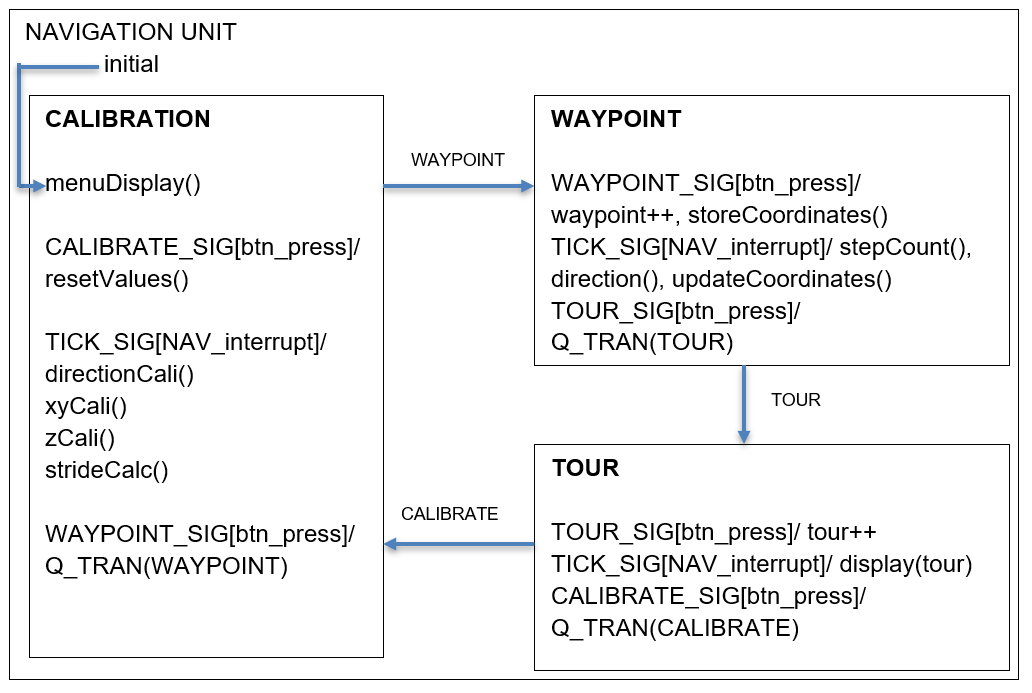 NAVIGATION UNIT
initial
CALIBRATION
menuDisplay()
CALIBRATE_SIG[btn_press]/
resetValues()
TICK_SIG[NAV_interrupt]/
directionCali()
xyCali()
zCali()
strideCalc()
WAYPOINT_SIG[btn_press]/
Q_TRAN(WAYPOINT)
WAYPOINT
WAYPOINT
WAYPOINT_SIG[btn_press]/
waypoint++, storeCoordinates()
TICK_SIG[NAV_interrupt]/ stepCount(),
direction(), updateCoordinates()
TOUR_SIG[btn_press]/
Q_TRAN(TOUR)
TOUR
TOUR
TOUR_SIG[btn_press]/ tour++
TICK_SIG[NAV_interrupt]/ display(tour)
CALIBRATE_SIG[btn_press]/
Q_TRAN(CALIBRATE)
CALIBRATE